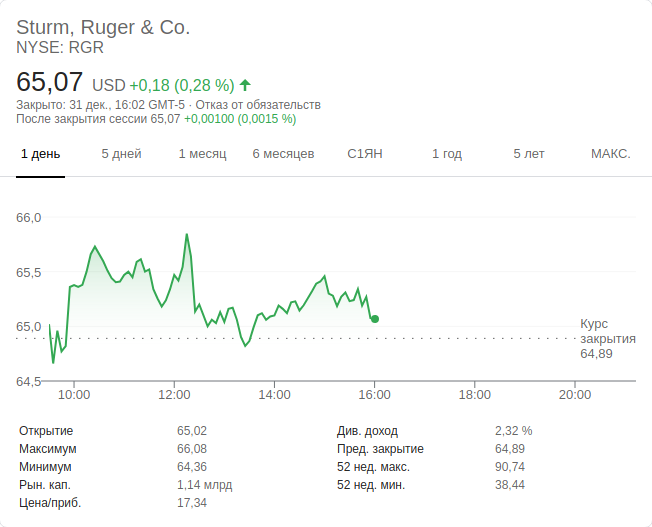 Sturm, Ruger & Co.
NYSE: RGR
65,07 USD +0,18 (0,28 %)
Закрыто: 31 дек., 16:02 GMT-5 · Отказ от обязательств
После закрытия сессии 65,07 +0,00100 (0,0015 %)
1 день 5 дней 1 месяц 6 месяцев С1ЯН 1 год 5 лет МАКС.
66,0
65,5
65,0
Курс
закрытия
64,89
64,5
10:00 12:00 14:00 16:00 18:00 20:00
Открытие 65,02 Див. доход 2,32 %
Максимум 66,08 Пред. закрытие 64,89
Минимум 64,36 52 нед. макс. 90,74
Рын. кап. 1,14 млрд 52 нед. мин. 38,44
Цена/приб. 17,34